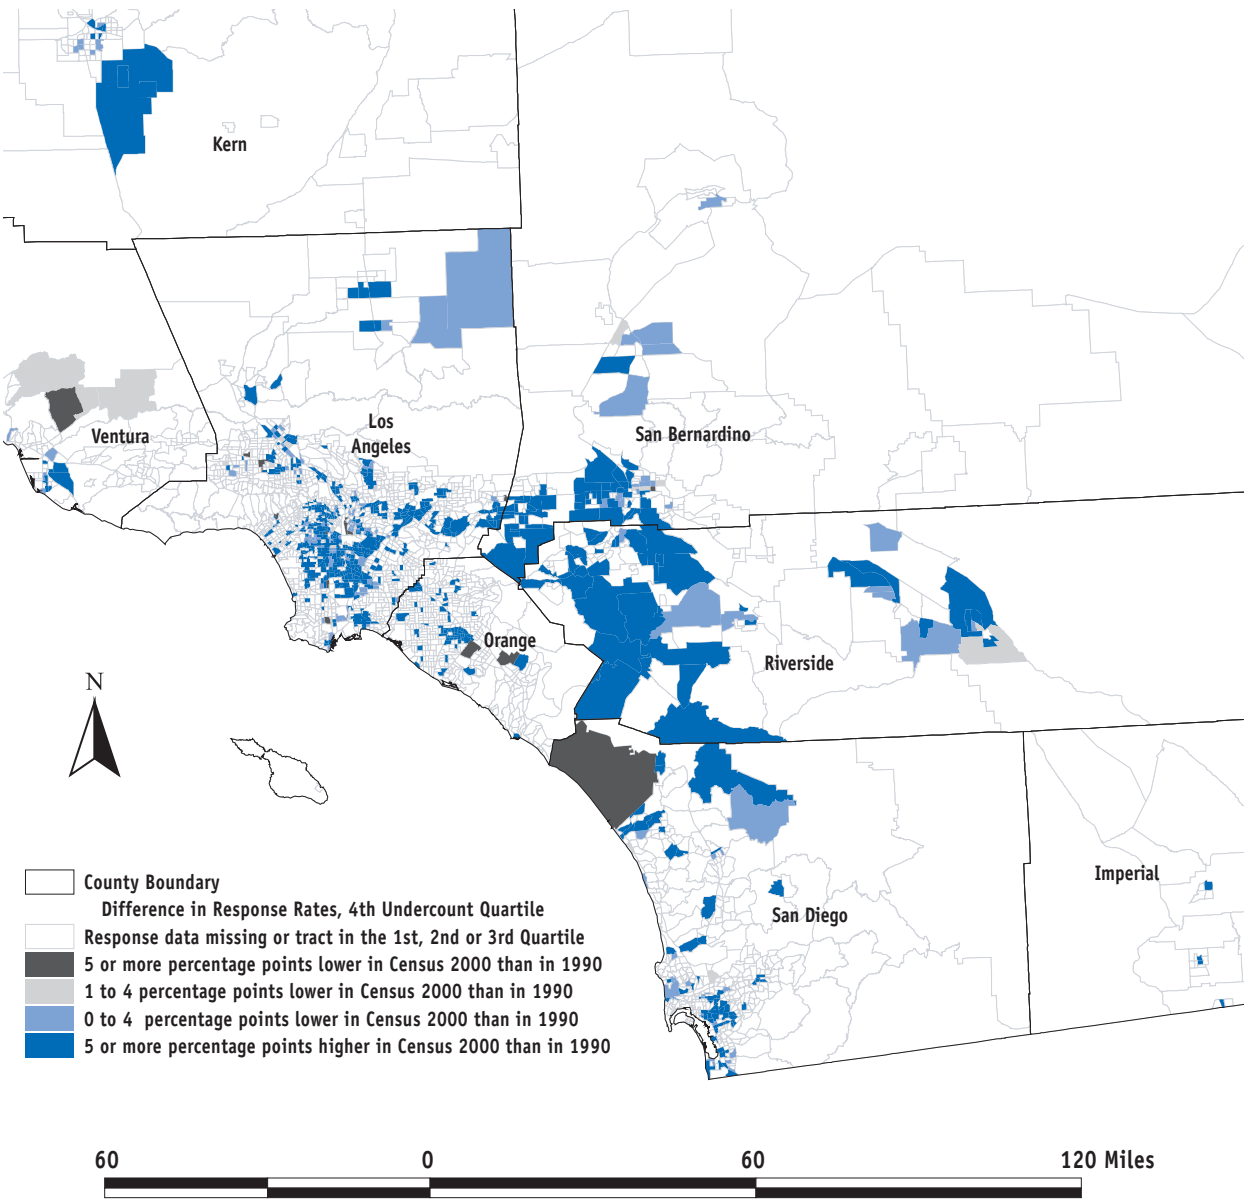 Kern
Los
Angeles
San Bernardino
Ventura
Orange
Riverside
N
Imperial
San Diego
County Boundary
Difference in Response Rates, 4th Undercount Quartile
Response data missing or tract in the 1st, 2nd or 3rd Quartile
5 or more percentage points lower in Census 2000 than in 1990
1 to 4 percentage points lower in Census 2000 than in 1990
0 to 4 percentage points lower in Census 2000 than in 1990
5 or more percentage points higher in Census 2000 than in 1990
60 0 60 120 Miles